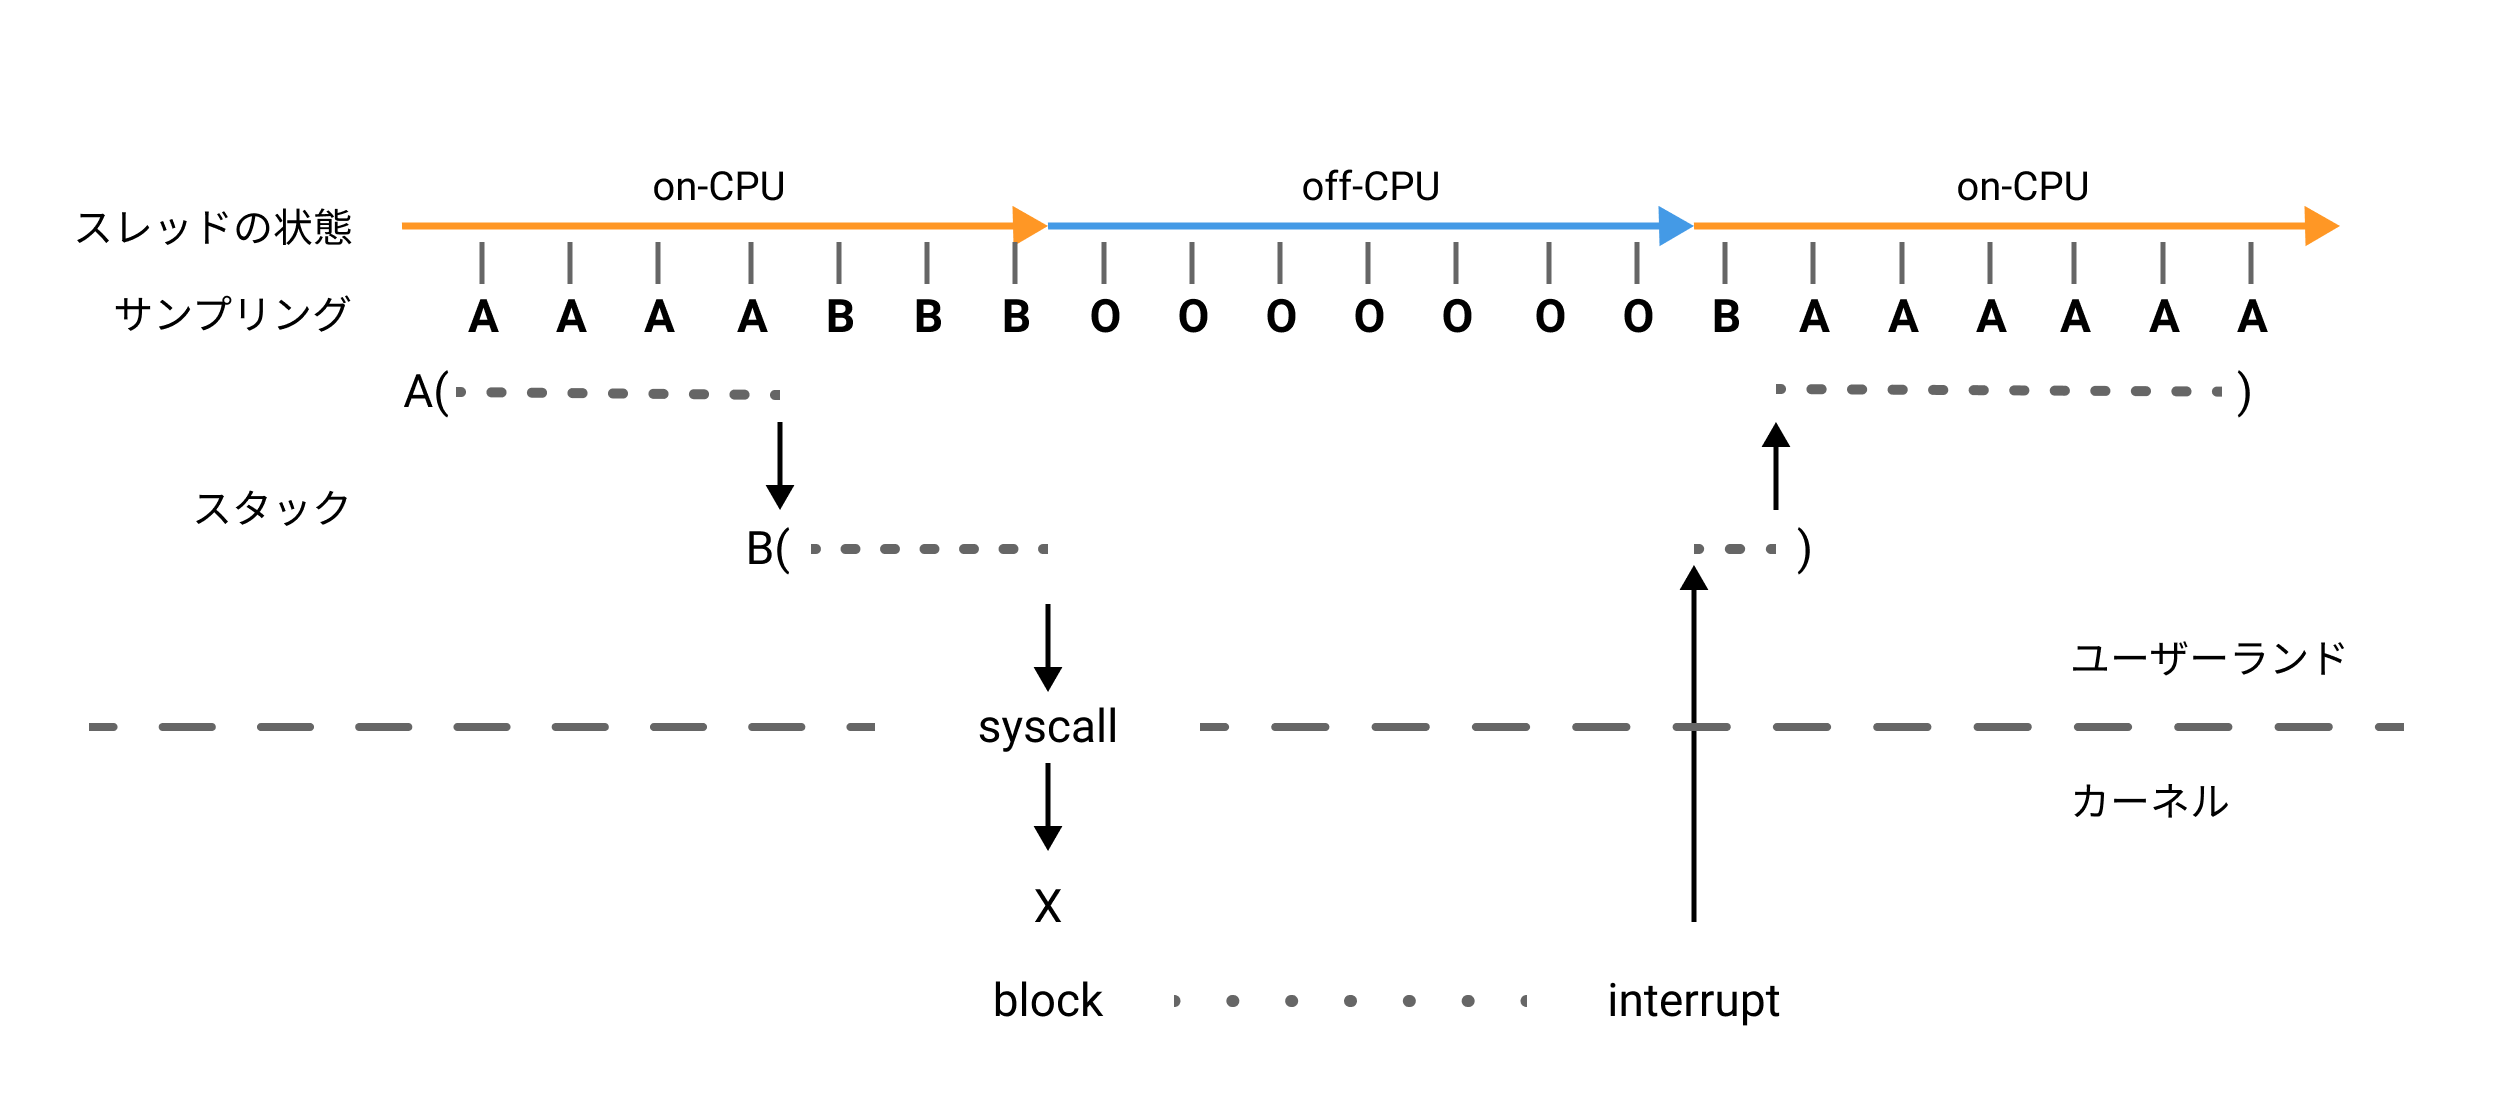 on-CPU off-CPU on-CPU
スレッドの状態
サンプリング A A A A B B B O O O O O O O B A A A A A A
A( )
スタック
B( )
ユーザーランド
syscall
カーネル
X
block interrupt